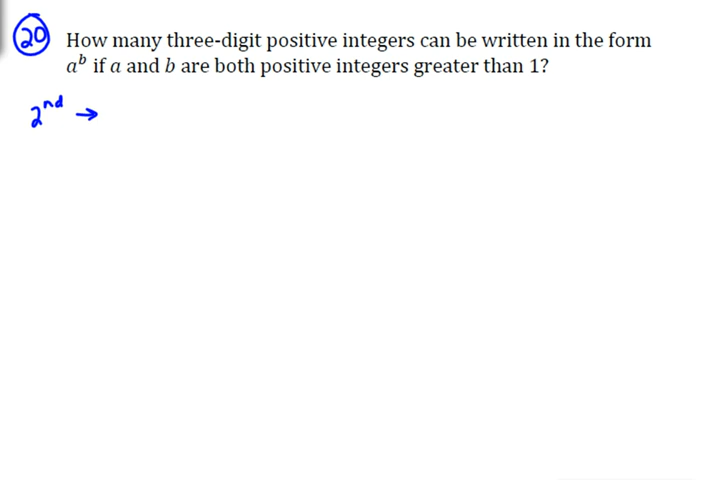 20 How many three-digit positive integers can be written in the form
a^b if a and b are both positive integers greater than 1?
2nd →